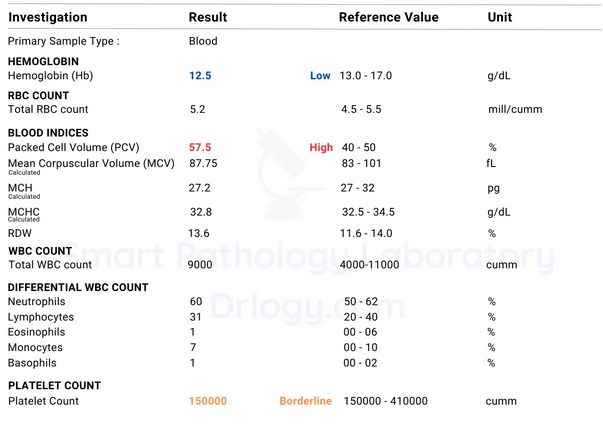 Investigation Result Reference Value Unit
Primary Sample Type : Blood
HEMOGLOBIN
Hemoglobin (Hb) 12.5 Low 13.0 - 17.0 g/dL
RBC COUNT
Total RBC count 5.2 4.5 - 5.5 mill/cumm
BLOOD INDICES
Packed Cell Volume (PCV) 57.5 High 40 - 50 %
Mean Corpuscular Volume (MCV) 87.75 83 - 101 fL
Calculated
MCH 27.2 27 - 32 pg
Calculated
MCHC 32.8 32.5 - 34.5 g/dL
Calculated
RDW 13.6 11.6 - 14.0 %
WBC COUNT
Smart Pathology Laboratory
Total WBC count 9000 4000-11000 cumm
DIFFERENTIAL WBC COUNT
Neutrophils 60 50 - 62 %
Drlogy.com
Lymphocytes 31 20 - 40 %
Eosinophils 1 00 - 06 %
Monocytes 7 00 - 10 %
Basophils 1 00 - 02 %
PLATELET COUNT
Platelet Count 150000 Borderline 150000 - 410000 cumm